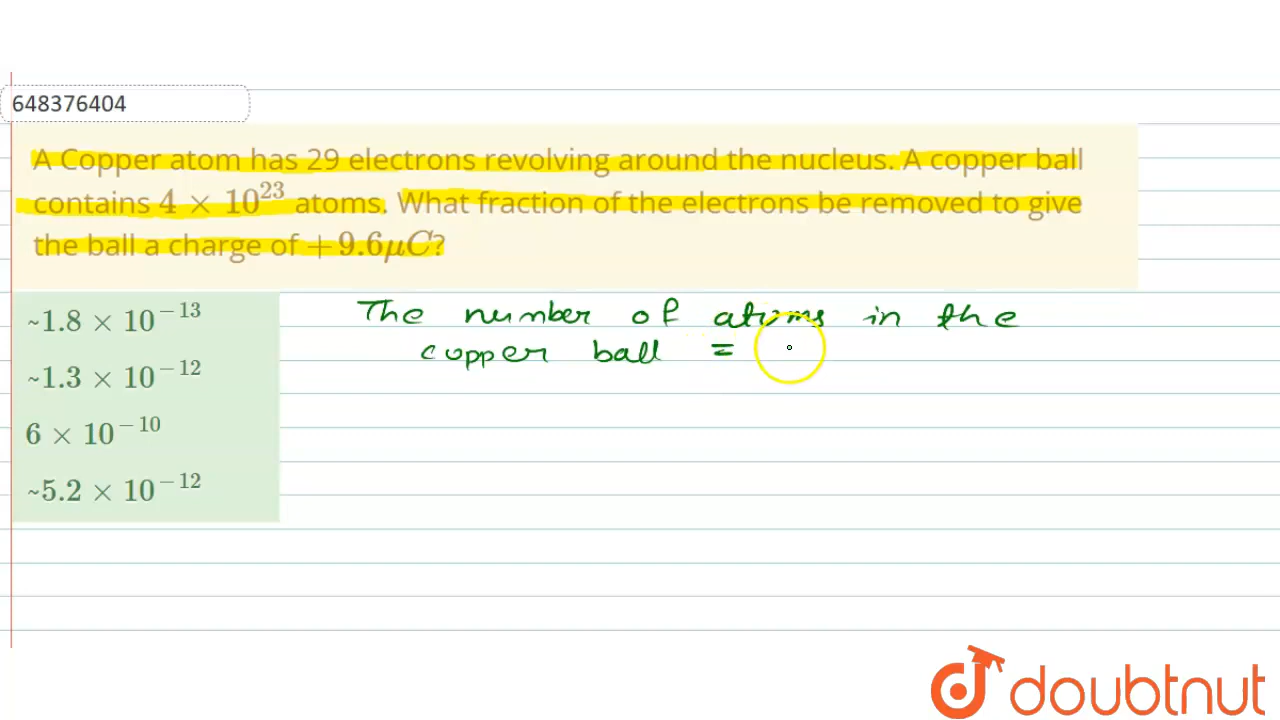 648376404
A Copper atom has 29 electrons revolving around the nucleus. A copper ball
contains 4 × 10²³ atoms. What fraction of the electrons be removed to give
the ball a charge of +9.6μC?
~1.8 × 10⁻¹³
~1.3 × 10⁻¹²
6 × 10⁻¹⁰
~5.2 × 10⁻¹²
The number of atoms in the
copper ball =
doubtnut